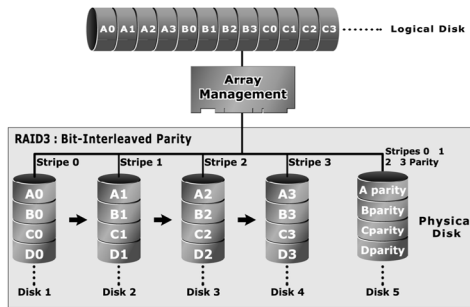 A0 A1 A2 A3 B0 B1 B2 B3 C0 C1 C2 C3
Logical Disk
Array
Management
RAID3 : Bit-Interleaved Parity
Stripe 0 Stripe 1 Stripe 2 Stripe 3
Stripes 0 1
2 3 Parity
A0 A1 A2 A3 A parity
B0 B1 B2 B3 Bparity
C0 C1 C2 C3 Cparity
D0 D1 D2 D3 Dparity
Physical
Disk
Disk 1 Disk 2 Disk 3 Disk 4 Disk 5